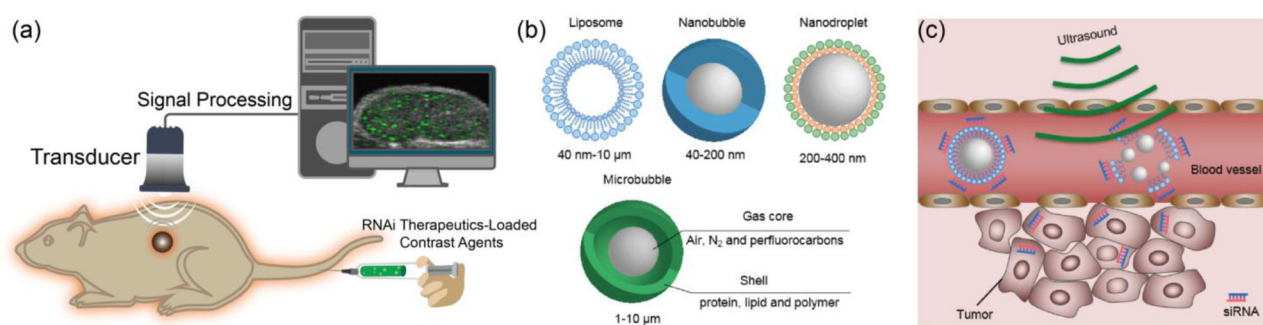 (a)
Signal Processing
Transducer
RNAi Therapeutics-Loaded
Contrast Agents
(b)
Liposome
Nanobubble
Nanodroplet
40 nm-10 μm
40-200 nm
200-400 nm
Microbubble
Gas core
Air, N₂ and perfluorocarbons
Shell
protein, lipid and polymer
1-10 μm
(c)
Ultrasound
Blood vessel
Tumor
siRNA